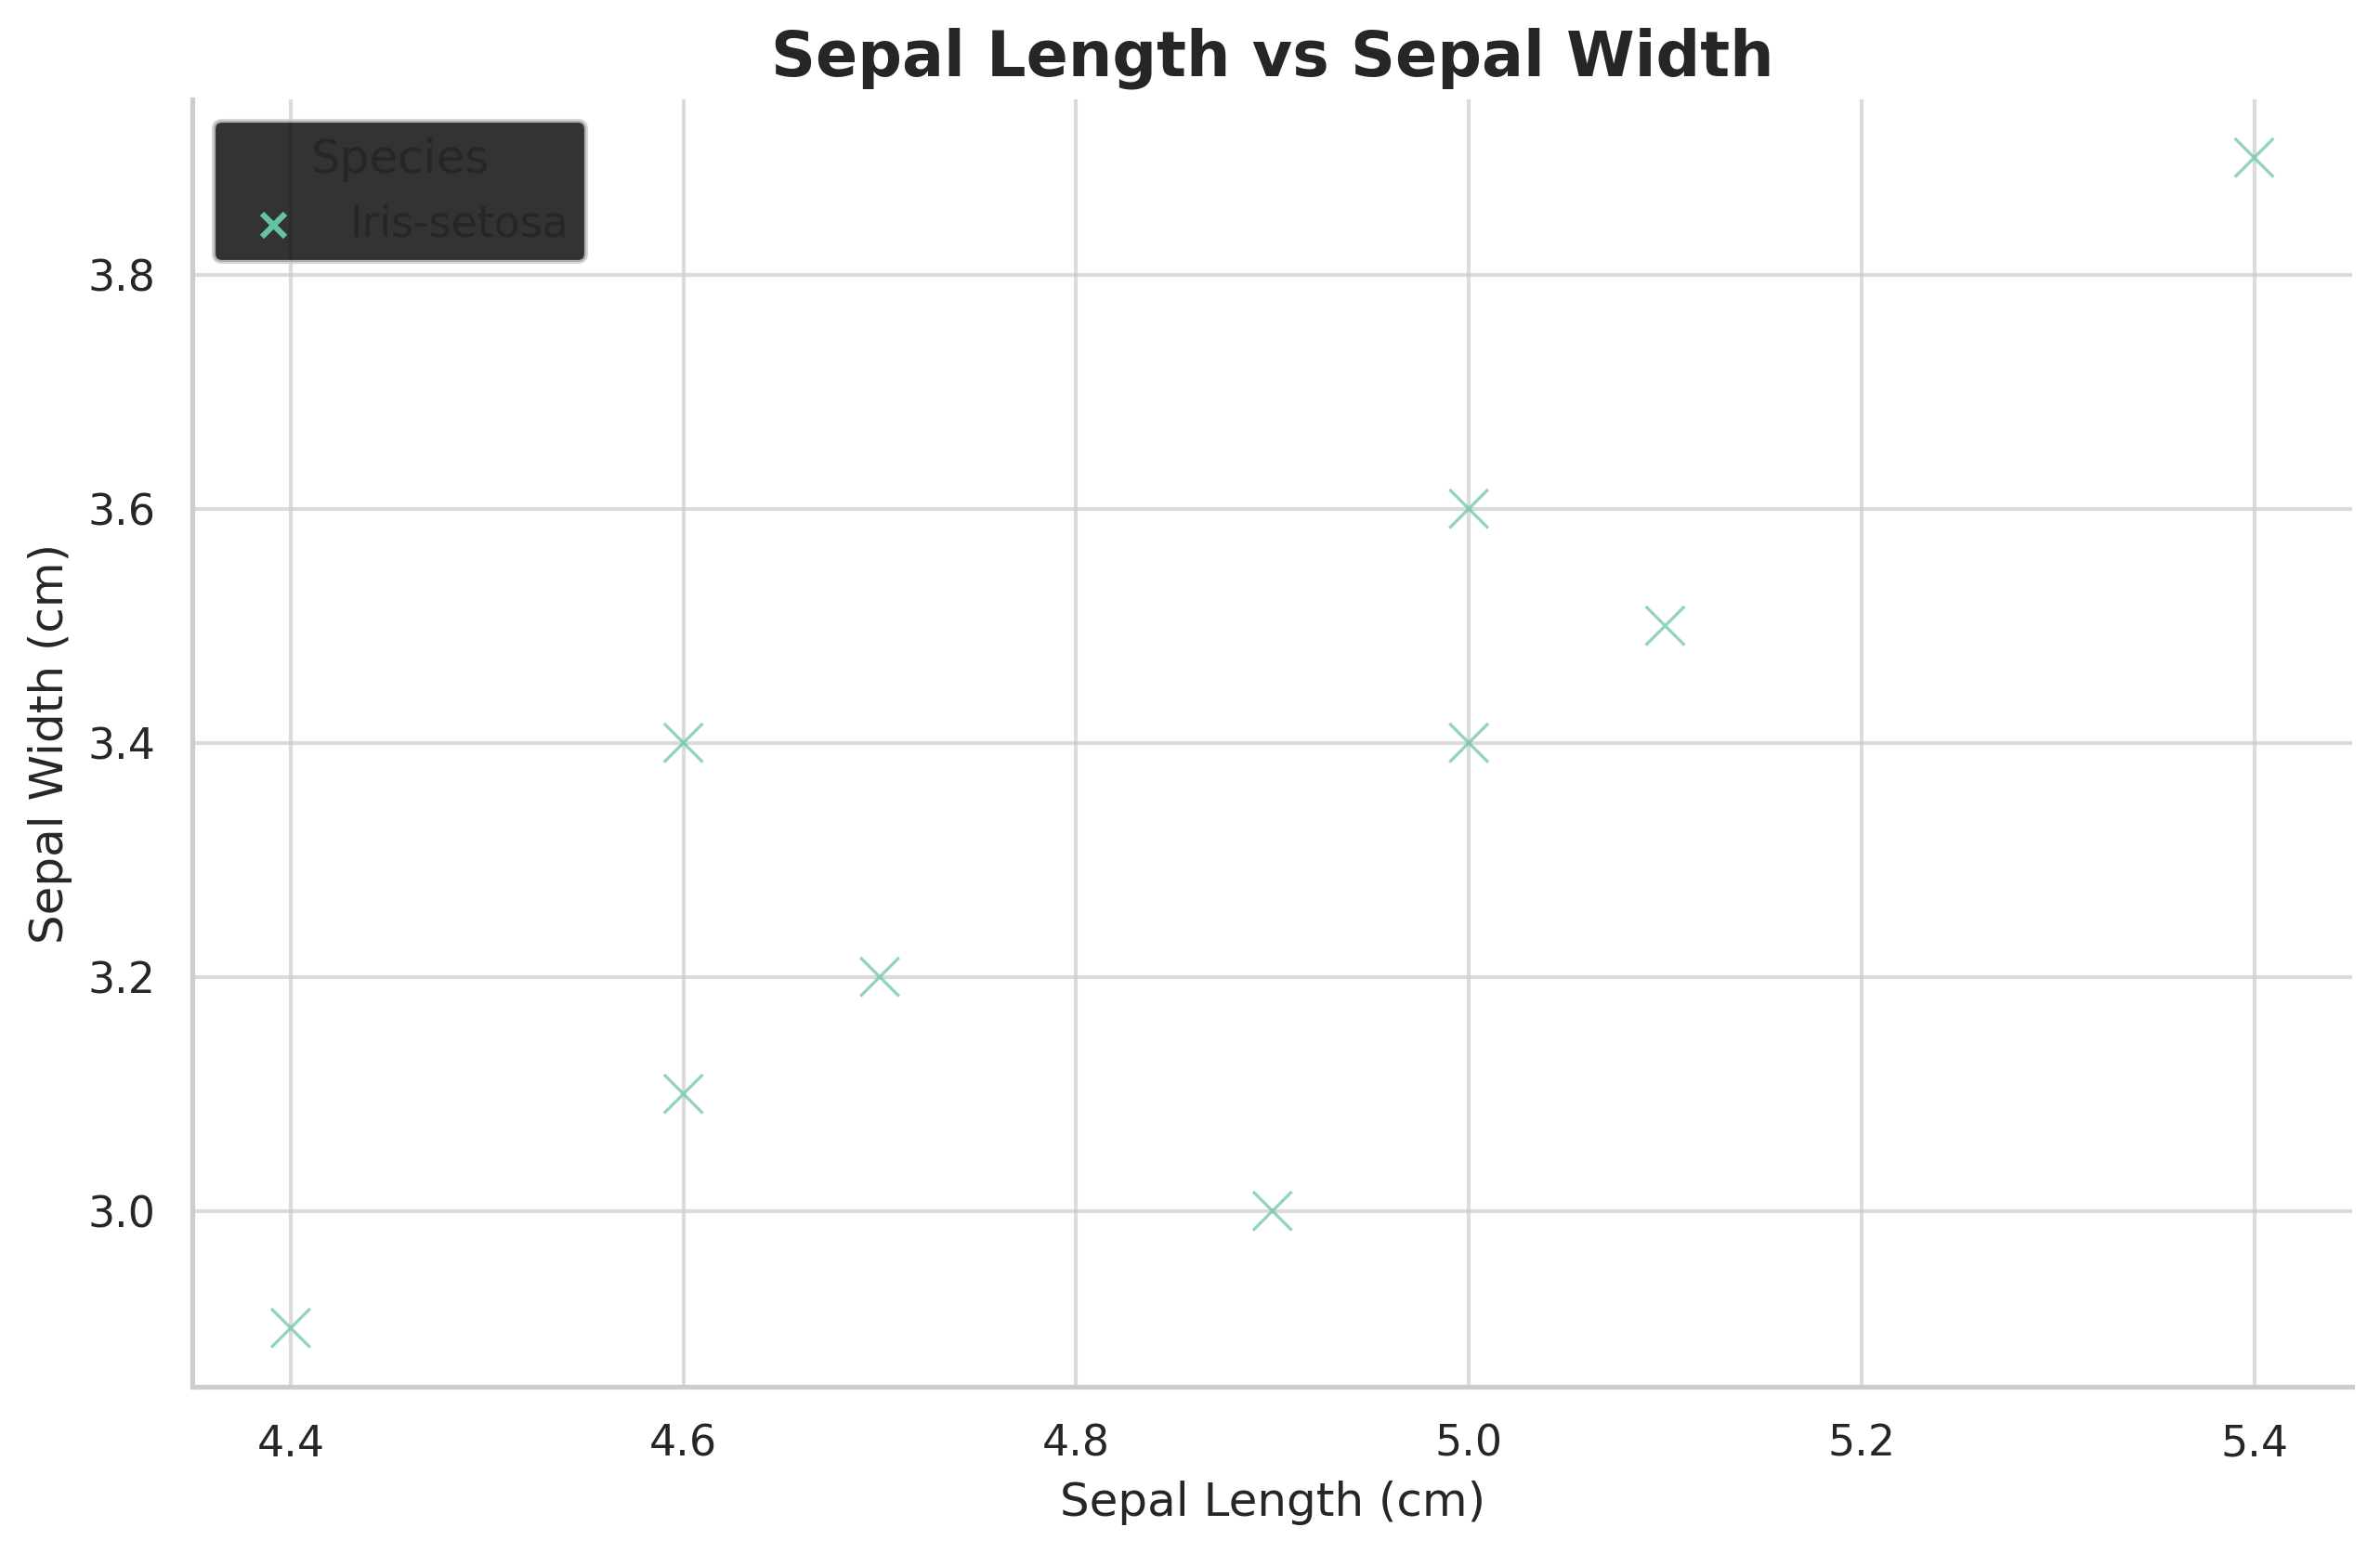 Sepal Length vs Sepal Width
Species
Iris-setosa
3.8
3.6
3.4
3.2
3.0
Sepal Width (cm)
4.4
4.6
4.8
5.0
5.2
5.4
Sepal Length (cm)